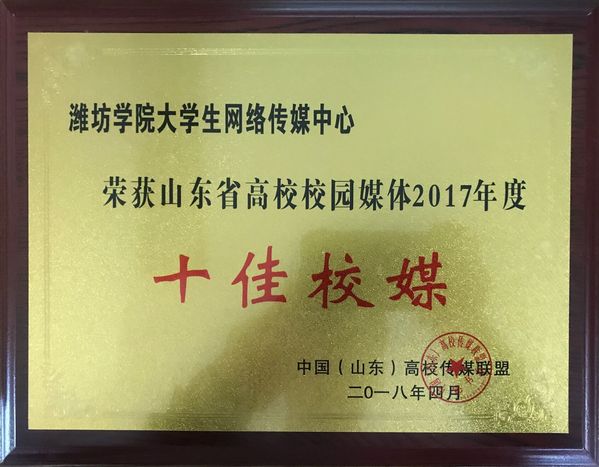 潍坊学院大学生网络传媒中心
荣获山东省高校校园媒体2017年度
十佳校媒
中国（山东）高校传媒联盟
二〇一八年四月